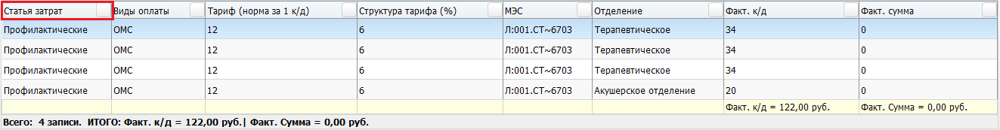 Статья затрат Виды оплаты Тариф (норма за 1 к/д) Структура тарифа (%) МЭС Отделение Факт. к/д Факт. сумма
Профилактические ОМС 12 6 Л:001.СТ~6703 Терапевтическое 34 0
Профилактические ОМС 12 6 Л:001.СТ~6703 Терапевтическое 34 0
Профилактические ОМС 12 6 Л:001.СТ~6703 Терапевтическое 34 0
Профилактические ОМС 12 6 Л:001.СТ~6703 Акушерское отделение 20 0
Факт. к/д = 122,00 руб. Факт. Сумма = 0,00 руб.
Всего: 4 записи. ИТОГО: Факт. к/д = 122,00 руб.| Факт. Сумма = 0,00 руб.